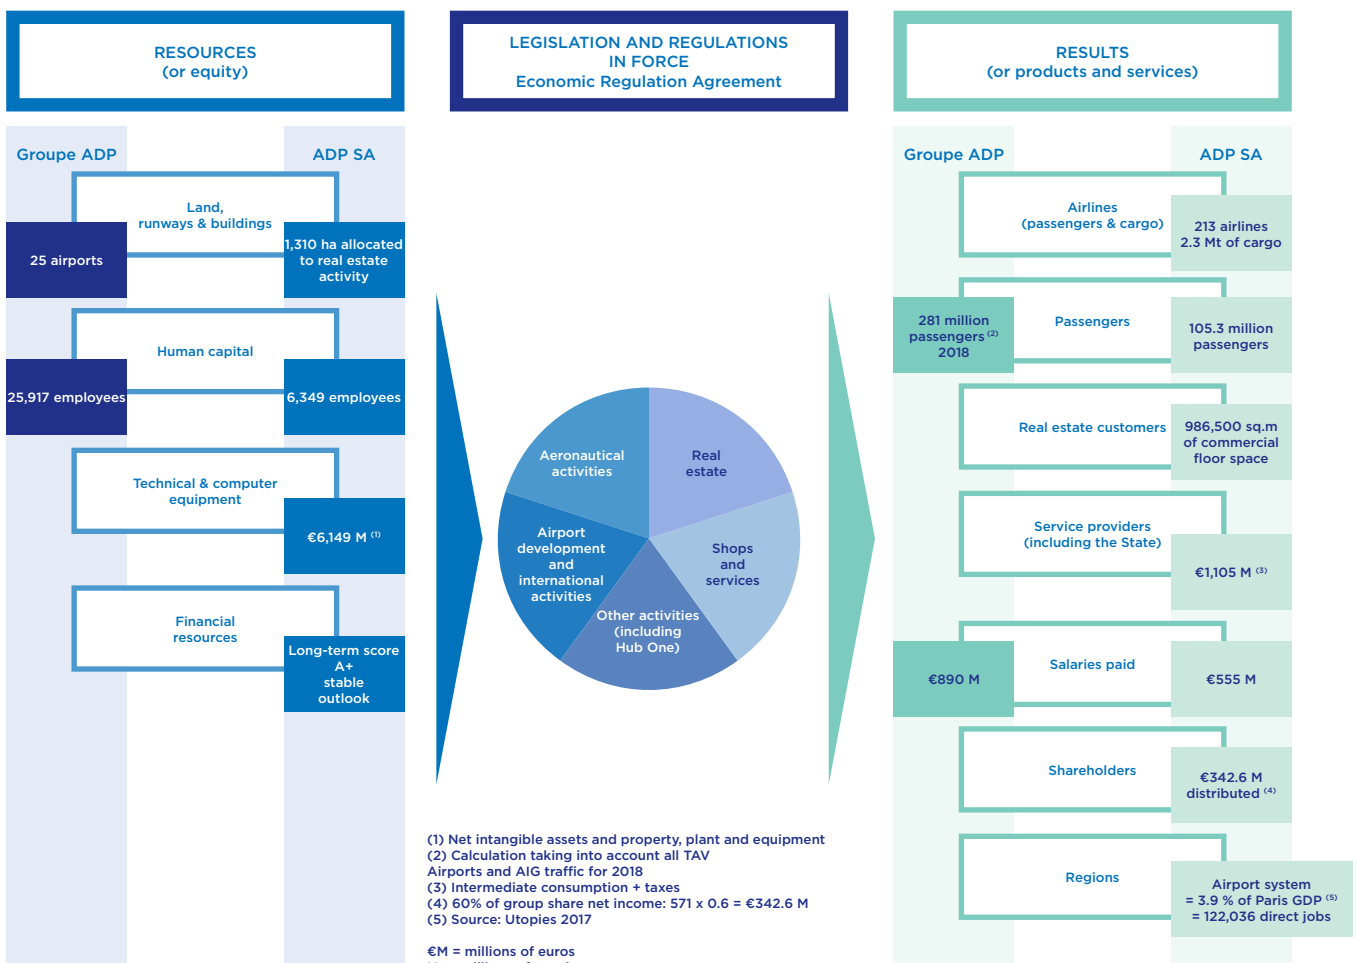 RESOURCES
(or equity)
LEGISLATION AND REGULATIONS
IN FORCE
Economic Regulation Agreement
RESULTS
(or products and services)
Groupe ADP
ADP SA
Land,
runways & buildings
25 airports
1,310 ha allocated
to real estate
activity
Human capital
25,917 employees
6,349 employees
Technical & computer
equipment
€6,149 M (1)
Financial
resources
Long-term score
A+
stable
outlook
Aeronautical
activities
Real
estate
Airport
development
and
international
activities
Shops
and
services
Other activities
(including
Hub One)
(1) Net intangible assets and property, plant and equipment
(2) Calculation taking into account all TAV
Airports and AIG traffic for 2018
(3) Intermediate consumption + taxes
(4) 60% of group share net income: 571 x 0.6 = €342.6 M
(5) Source: Utopies 2017
€M = millions of euros
Groupe ADP
ADP SA
Airlines
(passengers & cargo)
213 airlines
2.3 Mt of cargo
281 million
passengers (2)
2018
Passengers
105.3 million
passengers
Real estate customers
986,500 sq.m
of commercial
floor space
Service providers
(including the State)
€1,105 M (3)
€890 M
Salaries paid
€555 M
Shareholders
€342.6 M
distributed (4)
Regions
Airport system
= 3.9 % of Paris GDP (5)
= 122,036 direct jobs